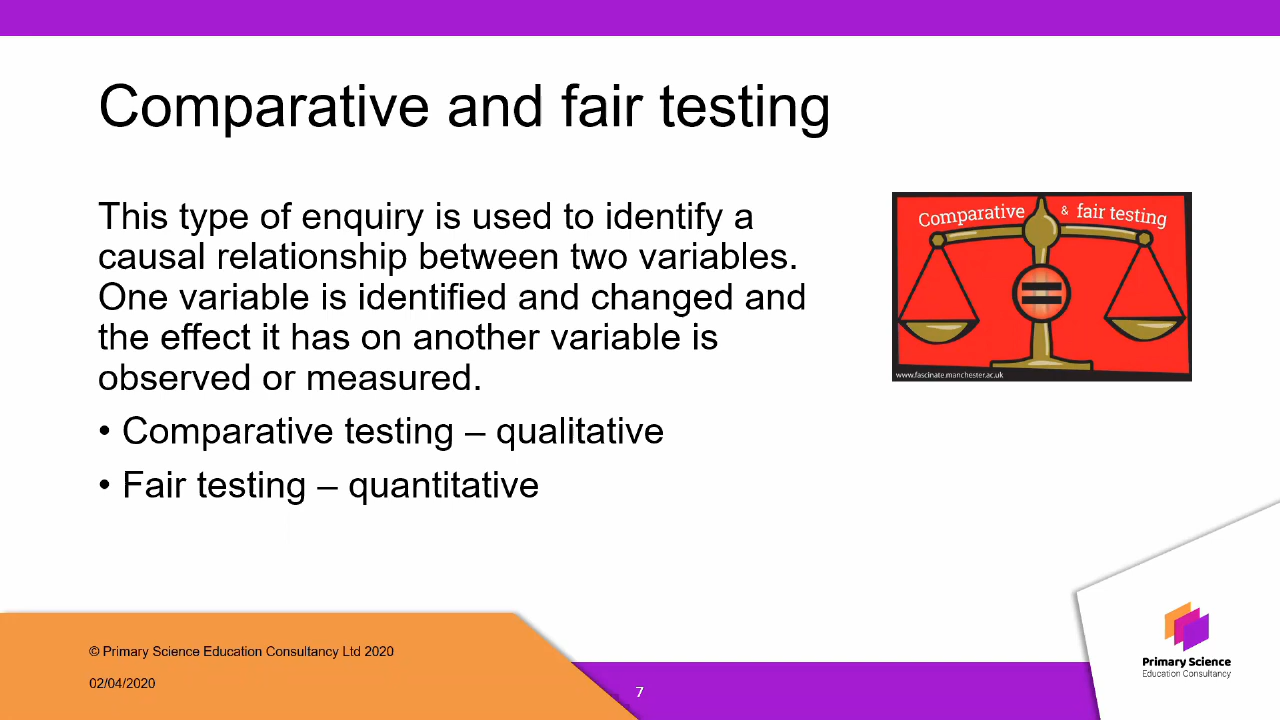 Comparative and fair testing
This type of enquiry is used to identify a
causal relationship between two variables.
One variable is identified and changed and
the effect it has on another variable is
observed or measured.
• Comparative testing – qualitative
• Fair testing – quantitative
Comparative & fair testing
www.fascinate.manchester.ac.uk
© Primary Science Education Consultancy Ltd 2020
02/04/2020
7
Primary Science
Education Consultancy